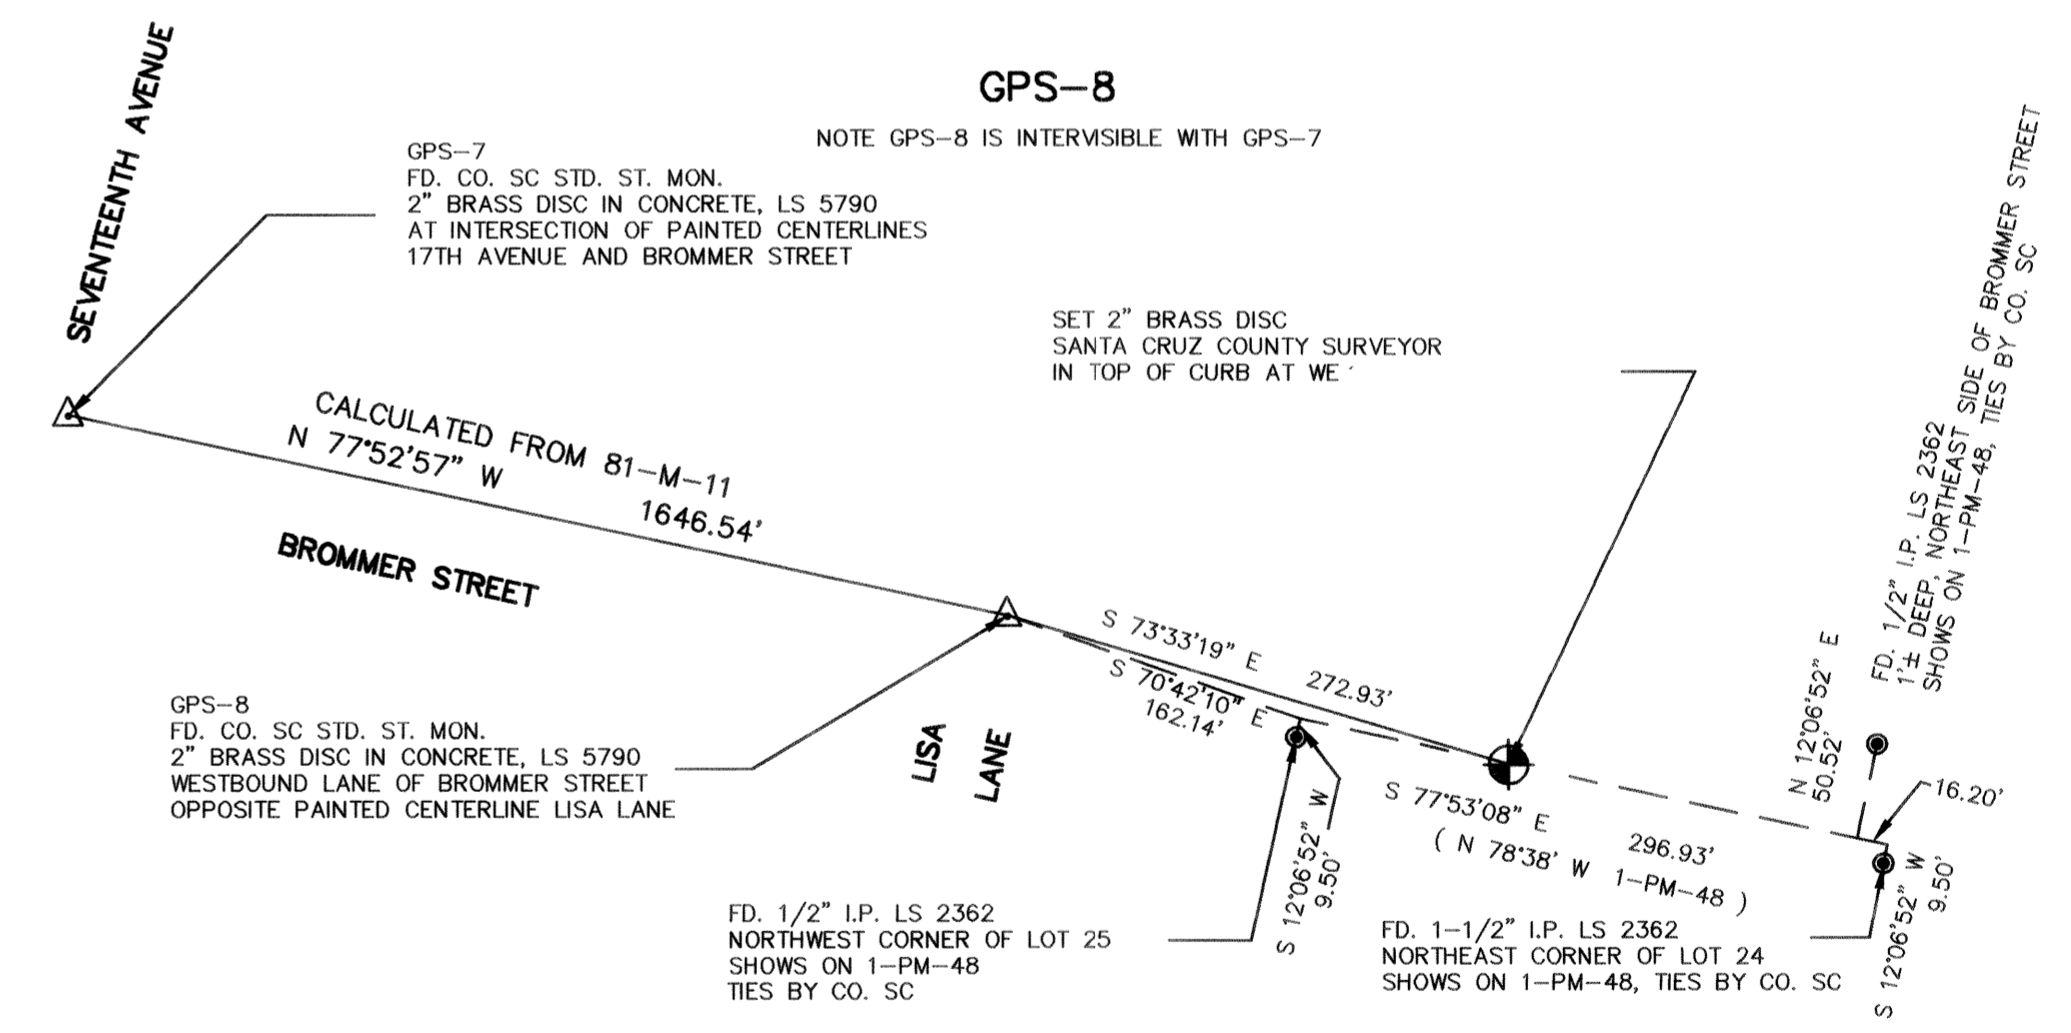 GPS-8
NOTE GPS-8 IS INTERVISIBLE WITH GPS-7
SEVENTEENTH AVENUE
GPS-7
FD. CO. SC STD. ST. MON.
2" BRASS DISC IN CONCRETE, LS 5790
AT INTERSECTION OF PAINTED CENTERLINES
17TH AVENUE AND BROMMER STREET
SET 2" BRASS DISC
SANTA CRUZ COUNTY SURVEYOR
IN TOP OF CURB AT
CALCULATED FROM 81-M-11
N 77°52'57" W
1646.54'
BROMMER STREET
GPS-8
FD. CO. SC STD. ST. MON.
2" BRASS DISC IN CONCRETE, LS 5790
WESTBOUND LANE OF BROMMER STREET
OPPOSITE PAINTED CENTERLINE LISA LANE
LISA
LANE
S 73°33'19" E 272.93'
S 70°42'10" E
162.14'
S 12°06'52" W
9.50'
FD. 1/2" I.P. LS 2362
NORTHWEST CORNER OF LOT 25
SHOWS ON 1-PM-48
TIES BY CO. SC
S 77°53'08" E 296.93'
( N 78°38' W 1-PM-48 )
FD. 1-1/2" I.P. LS 2362
NORTHEAST CORNER OF LOT 24
SHOWS ON 1-PM-48, TIES BY CO. SC
N 12°06'52" E
50.52'
FD. 1/2" I.P. LS 2362
1'± DEEP, NORTHEAST SIDE OF BROMMER STREET
SHOWS ON 1-PM-48, TIES BY CO. SC
16.20'
S 12°06'52" W
9.50'